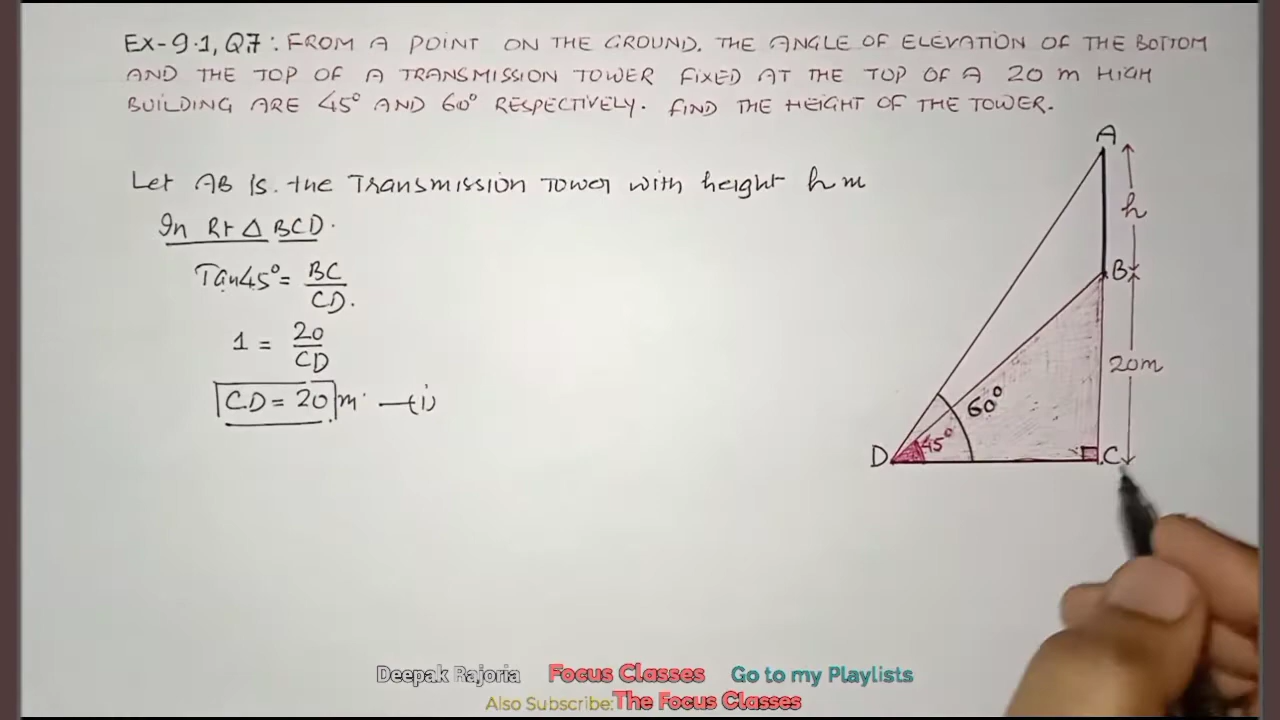 EX-9.1, Q7: FROM A POINT ON THE GROUND. THE ANGLE OF ELEVATION OF THE BOTTOM
AND THE TOP OF A TRANSMISSION TOWER FIXED AT THE TOP OF A 20 m HIGH
BUILDING ARE 45° AND 60° RESPECTIVELY. FIND THE HEIGHT OF THE TOWER.
A
Let AB is. the Transmission Tower with height h m
h
In Rt △ BCD.
Tan45° = BC/CD.
B
1 = 20/CD
20m
CD = 20 m. —(i)
60°
45°
D
C
Deepak Rajoria Focus Classes Go to my Playlists
Also Subscribe: The Focus Classes